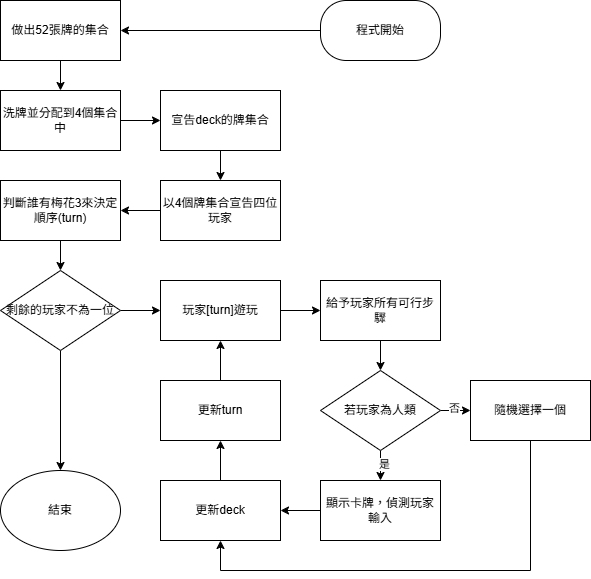 做出52張牌的集合
程式開始
洗牌並分配到4個集合
中
宣告deck的牌集合
判斷誰有梅花3來決定
順序(turn)
以4個牌集合宣告四位
玩家
剩餘的玩家不為一位
玩家[turn]遊玩
給予玩家所有可行步
驟
更新turn
若玩家為人類
否
隨機選擇一個
是
結束
更新deck
顯示卡牌，偵測玩家
輸入